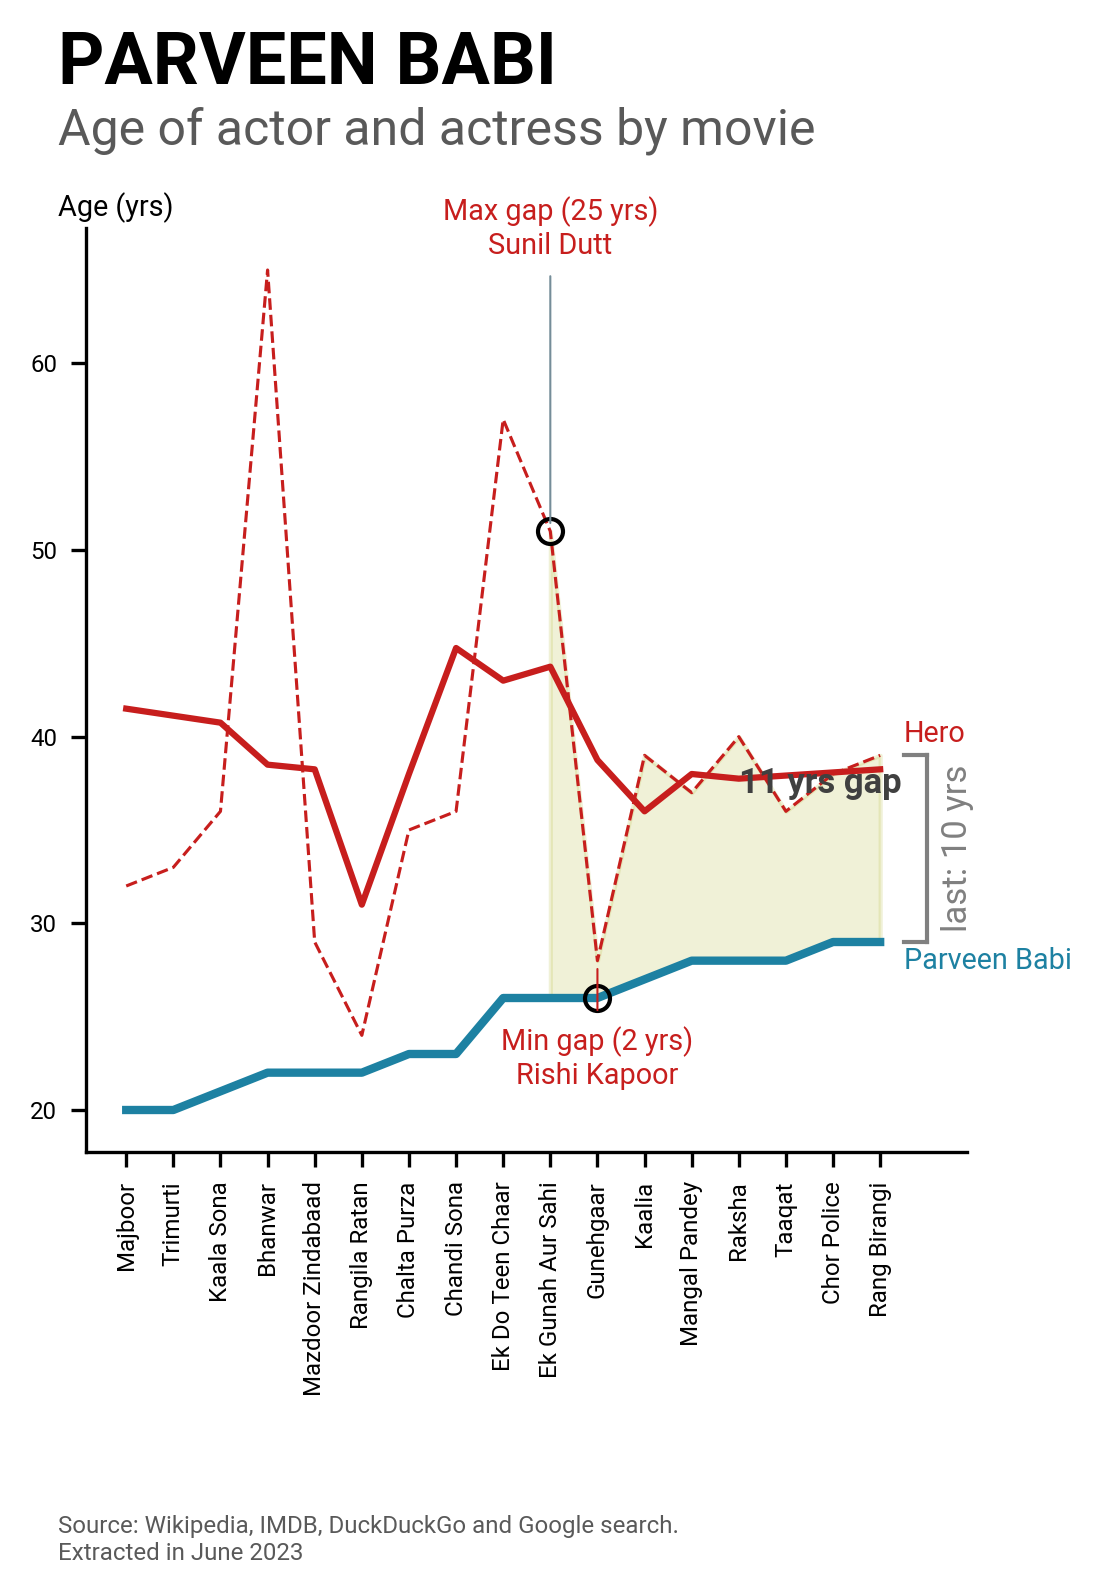 PARVEEN BABI
Age of actor and actress by movie
Age (yrs)
Max gap (25 yrs)
Sunil Dutt
60
50
40
30
20
Hero
11 yrs gap
last: 10 yrs
Parveen Babi
Min gap (2 yrs)
Rishi Kapoor
Majboor
Trimurti
Kaala Sona
Bhanwar
Mazdoor Zindabaad
Rangila Ratan
Chalta Purza
Chandi Sona
Ek Do Teen Chaar
Ek Gunah Aur Sahi
Gunehgaar
Kaalia
Mangal Pandey
Raksha
Taaqat
Chor Police
Rang Birangi
Source: Wikipedia, IMDB, DuckDuckGo and Google search.
Extracted in June 2023